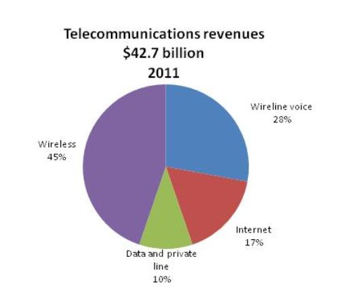 Telecommunications revenues
$42.7 billion
2011
Wireline voice
28%
Wireless
45%
Internet
17%
Data and private
line
10%